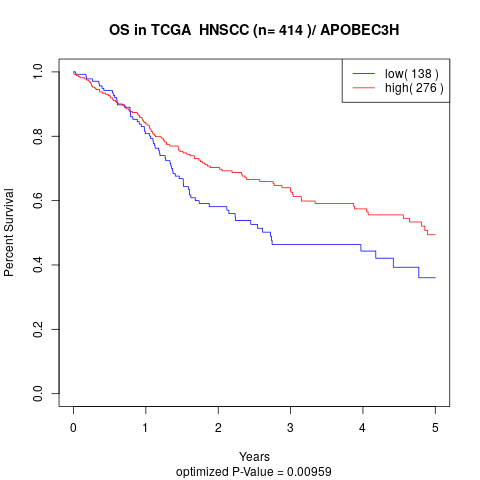 OS in TCGA  HNSCC (n= 414 )/ APOBEC3H
low( 138 )
high( 276 )
Percent Survival
1.0
0.8
0.6
0.4
0.2
0.0
0 1 2 3 4 5
Years
optimized P-Value = 0.00959